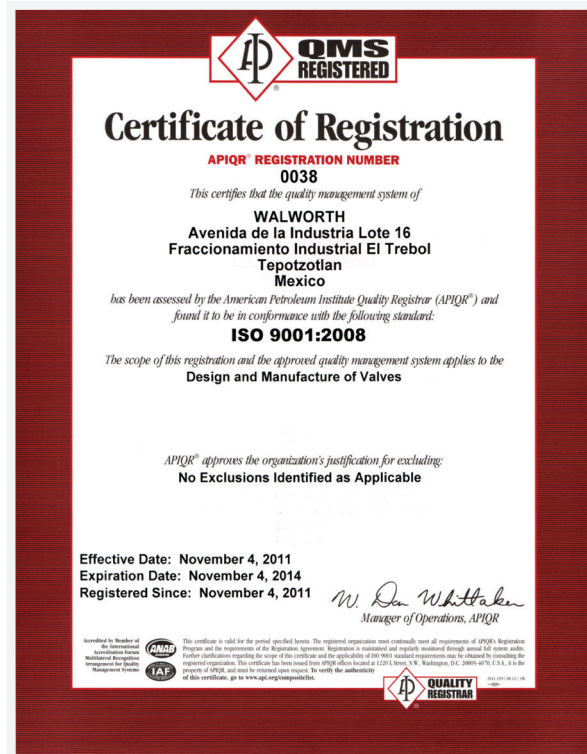 API
QMS
REGISTERED
®
Certificate of Registration
APIQR® REGISTRATION NUMBER
0038
This certifies that the quality management system of
WALWORTH
Avenida de la Industria Lote 16
Fraccionamiento Industrial El Trebol
Tepotzotlan
Mexico
has been assessed by the American Petroleum Institute Quality Registrar (APIQR®) and
found it to be in conformance with the following standard:
ISO 9001:2008
The scope of this registration and the approved quality management system applies to the
Design and Manufacture of Valves
APIQR® approves the organization's justification for excluding:
No Exclusions Identified as Applicable
Effective Date: November 4, 2011
Expiration Date: November 4, 2014
Registered Since: November 4, 2011
W. Dan Whittaker
Manager of Operations, APIQR
Accredited by Member of
the International
Accreditation Forum
Multilateral Recognition
Arrangement for Quality
Management Systems
ANAB
IAF
This certificate is valid for the period specified herein. The registered organization must continually meet all requirements of APIQR's Registration
Program and the requirements of the Registration Agreement. Registration is maintained and regularly monitored through annual full system audits.
Further clarifications regarding the scope of this certificate and the applicability of ISO 9001 standard requirements may be obtained by consulting the
registered organization. This certificate has been issued from APIQR offices located at 1220 L Street, N.W., Washington, D.C. 20005-4070, U.S.A., it is the
property of APIQR, and must be returned upon request. To verify the authenticity
of this certificate, go to www.api.org/compositelist.
API
QUALITY
REGISTRAR
®